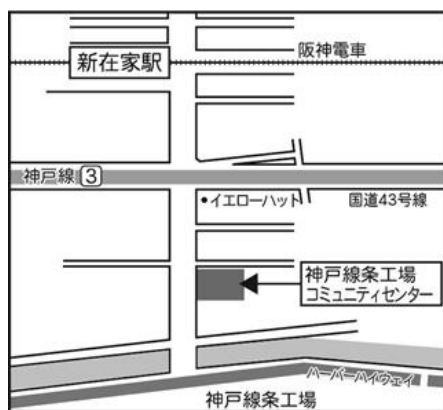 阪神電車
新在家駅
神戸線 3
•イエローハット
国道43号線
神戸線条工場
コミュニティセンター
ハーバーハイウェイ
神戸線条工場